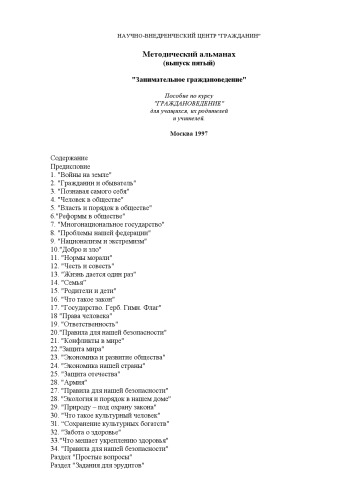 НАУЧНО-ВНЕДРЕНЧЕСКИЙ ЦЕНТР "ГРАЖДАНИН"
Методический альманах
(выпуск пятый)
"Занимательное граждановедение"
Пособие по курсу
"ГРАЖДАНОВЕДЕНИЕ"
для учащихся, их родителей
и учителей.
Москва 1997
Содержание
Предисловие
1. "Войны на земле"
2. "Гражданин и обыватель"
3. "Познавая самого себя"
4. "Человек в обществе"
5. "Власть и порядок в обществе"
6."Реформы в обществе"
7. "Многонациональное государство"
8. "Проблемы нашей федерации"
9. "Национализм и экстремизм"
10."Добро и зло"
11. "Нормы морали"
12. "Честь и совесть"
13. "Жизнь дается один раз"
14. "Семья"
15. "Родители и дети"
16. "Что такое закон"
17. "Государство. Герб. Гимн. Флаг"
18 "Права человека"
19. "Ответственность"
20."Правила для нашей безопасности"
21. "Конфликты в мире"
22."Защита мира"
23. "Экономика и развитие общества"
24. "Экономика нашей страны"
25. "Защита отечества"
28. "Армия"
27. "Правила для нашей безопасности"
28. "Экология и порядок в нашем доме"
29. "Природу – под охрану закона"
30. "Что такое культурный человек"
31. "Сохранение культурных богатств"
32. "Забота о здоровье"
33."Что мешает укреплению здоровья"
34. "Правила для нашей безопасности"
Раздел "Простые вопросы"
Раздел "Задания для эрудитов"